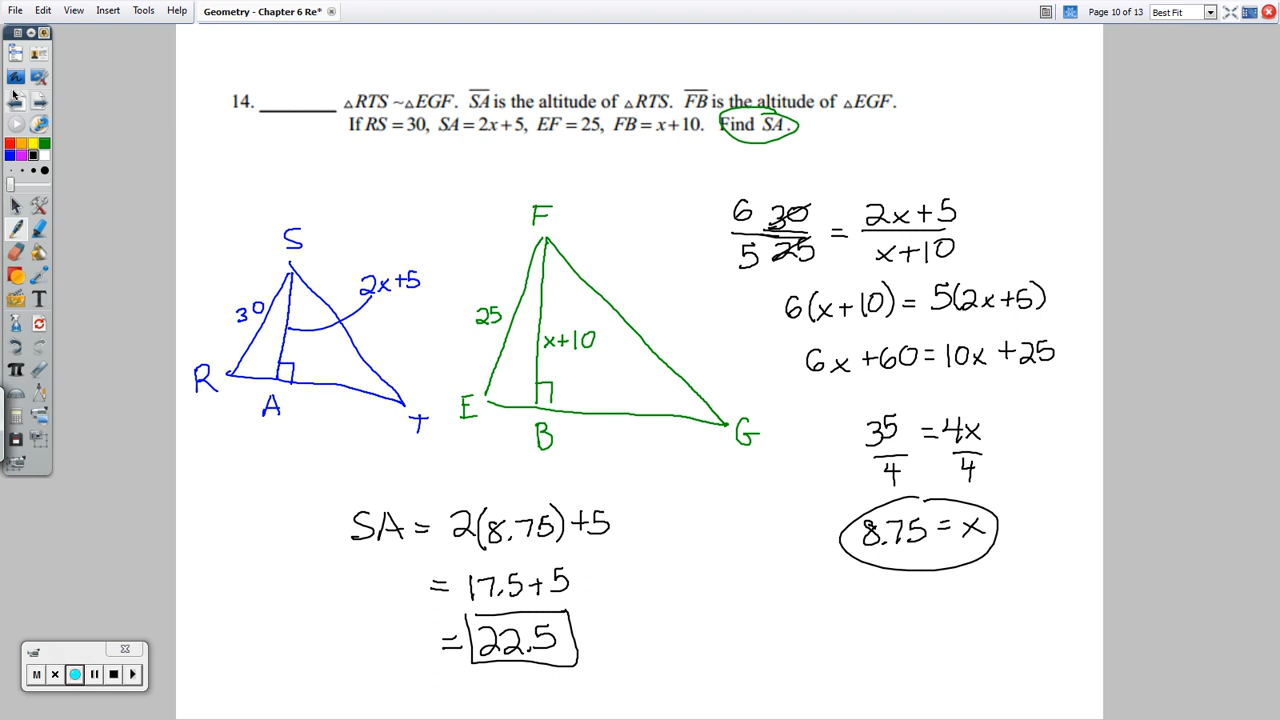 File Edit View Insert Tools Help
Geometry - Chapter 6 Re*
Page 10 of 13 Best Fit
14. ________ △RTS ~△EGF. SA is the altitude of △RTS. FB is the altitude of △EGF.
If RS = 30, SA = 2x + 5, EF = 25, FB = x + 10. Find SA.
S
30
2x+5
R
A
T
F
25
x+10
E
B
G
6 30 / 5 25 = 2x+5 / x+10
6(x+10) = 5(2x+5)
6x +60 = 10x +25
35/4 = 4x/4
8.75 = x
SA = 2(8.75)+5
= 17.5+5
= 22.5
M